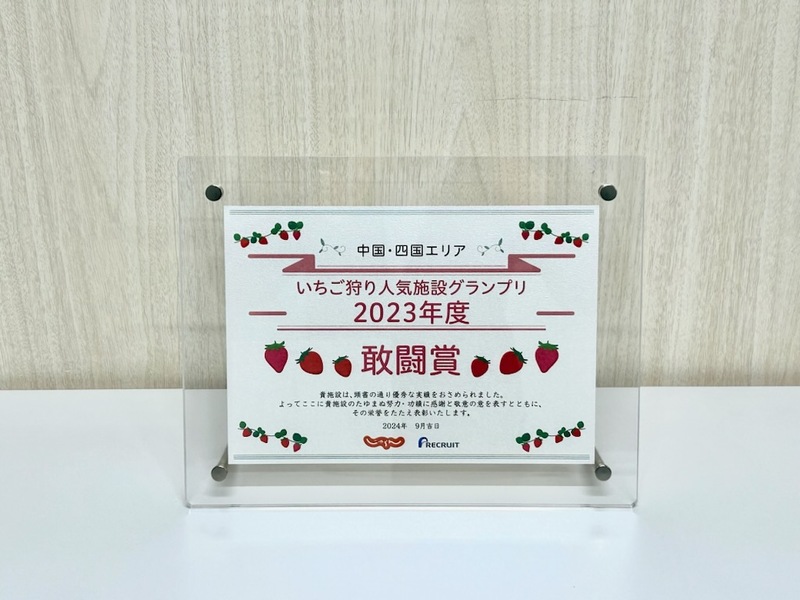 中国・四国エリア
いちご狩り人気施設グランプリ
2023年度
敢闘賞
貴施設は、頭書の通り優秀な実績をおさめられました。
よってここに貴施設のたゆまぬ努力・功績に感謝と敬意の意を表すとともに、
その栄誉をたたえ表彰いたします。
2024年 9月吉日
RECRUIT